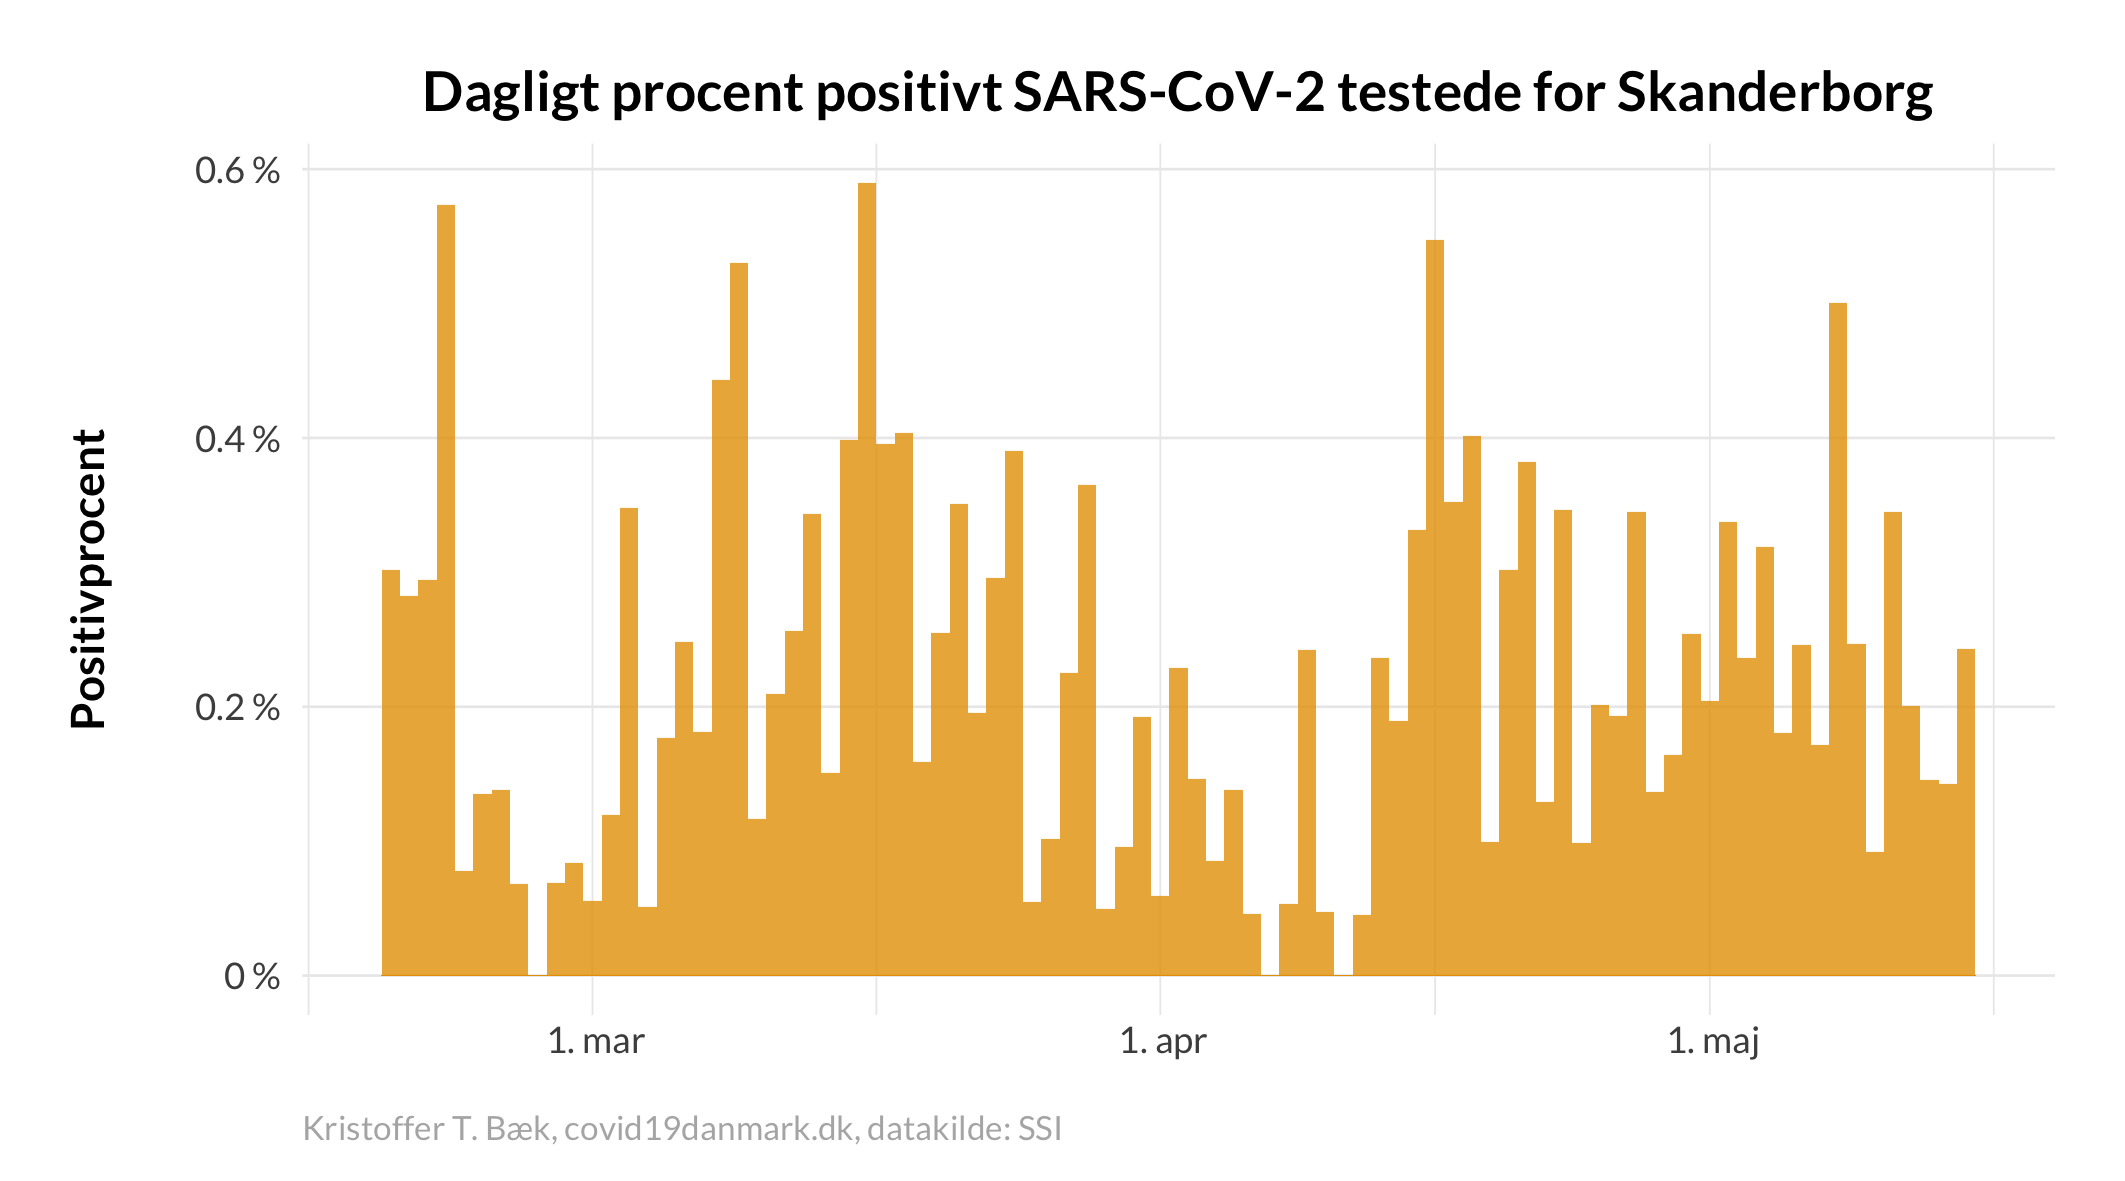 Dagligt procent positivt SARS-CoV-2 testede for Skanderborg
Positivprocent
0.6 %
0.4 %
0.2 %
0 %
1. mar
1. apr
1. maj
Kristoffer T. Bæk, covid19danmark.dk, datakilde: SSI